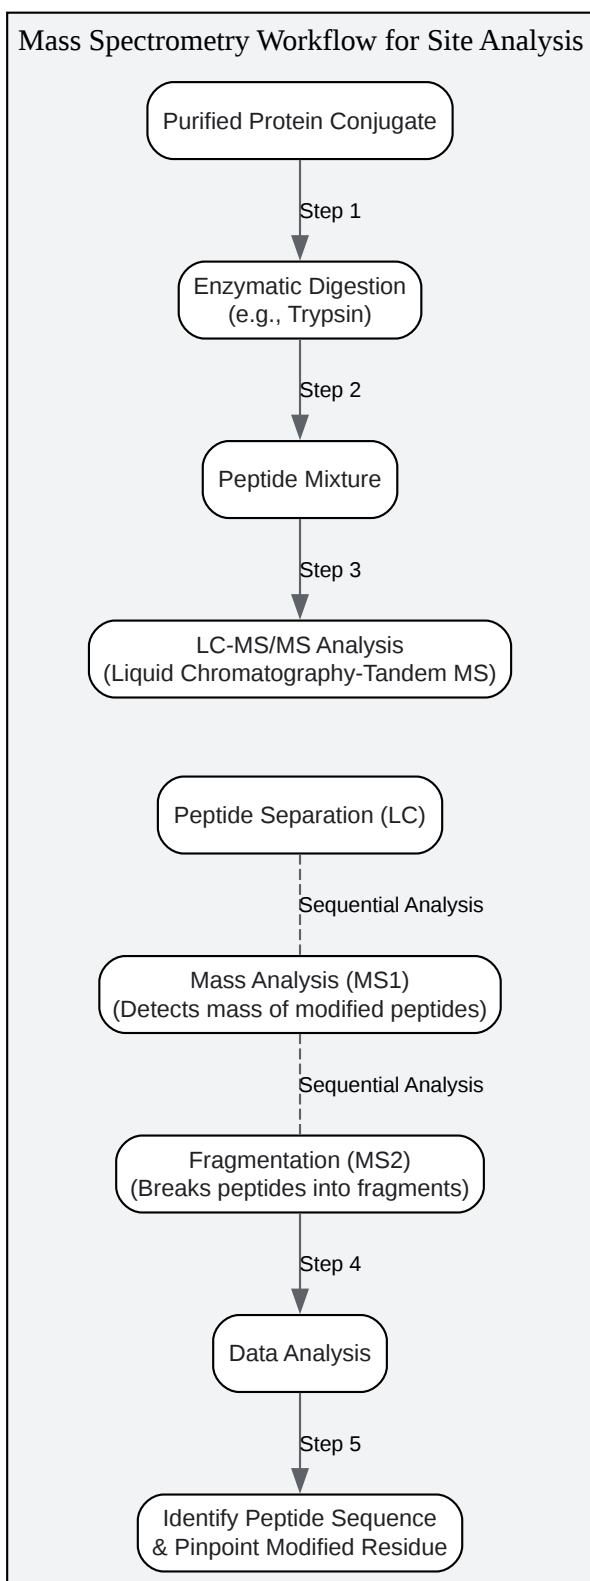 Mass Spectrometry Workflow for Site Analysis
Purified Protein Conjugate
Step 1
Enzymatic Digestion
(e.g., Trypsin)
Step 2
Peptide Mixture
Step 3
LC-MS/MS Analysis
(Liquid Chromatography-Tandem MS)
Peptide Separation (LC)
Sequential Analysis
Mass Analysis (MS1)
(Detects mass of modified peptides)
Sequential Analysis
Fragmentation (MS2)
(Breaks peptides into fragments)
Step 4
Data Analysis
Step 5
Identify Peptide Sequence
& Pinpoint Modified Residue